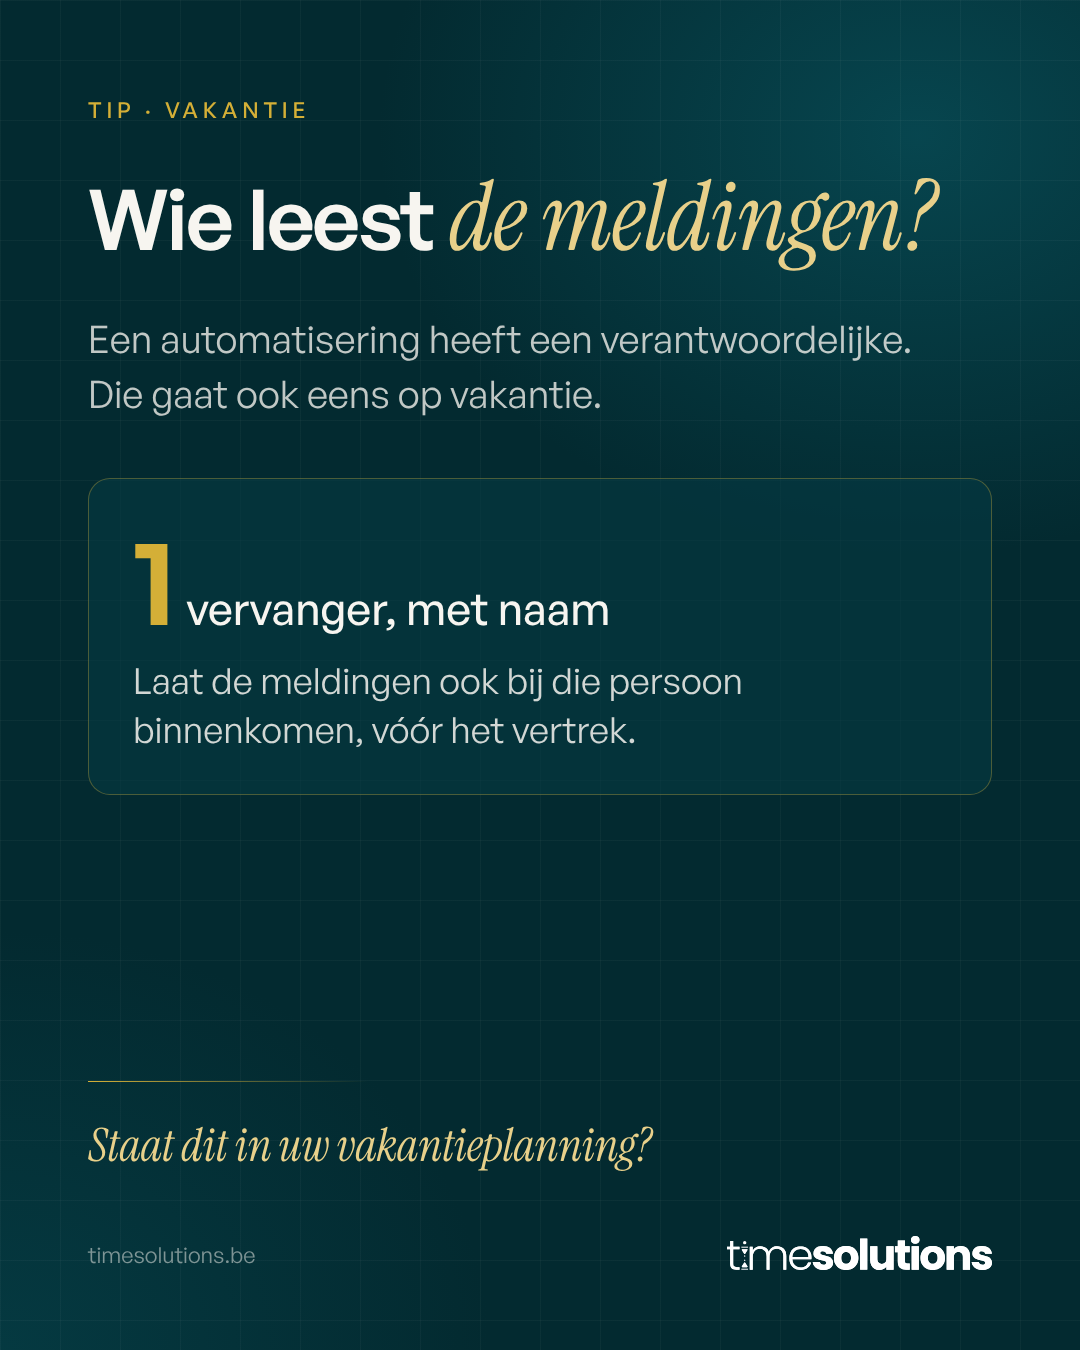 TIP · VAKANTIE
Wie leest de meldingen?
Een automatisering heeft een verantwoordelijke.
Die gaat ook eens op vakantie.
1 vervanger, met naam
Laat de meldingen ook bij die persoon
binnenkomen, vóór het vertrek.
Staat dit in uw vakantieplanning?
timesolutions.be
timesolutions